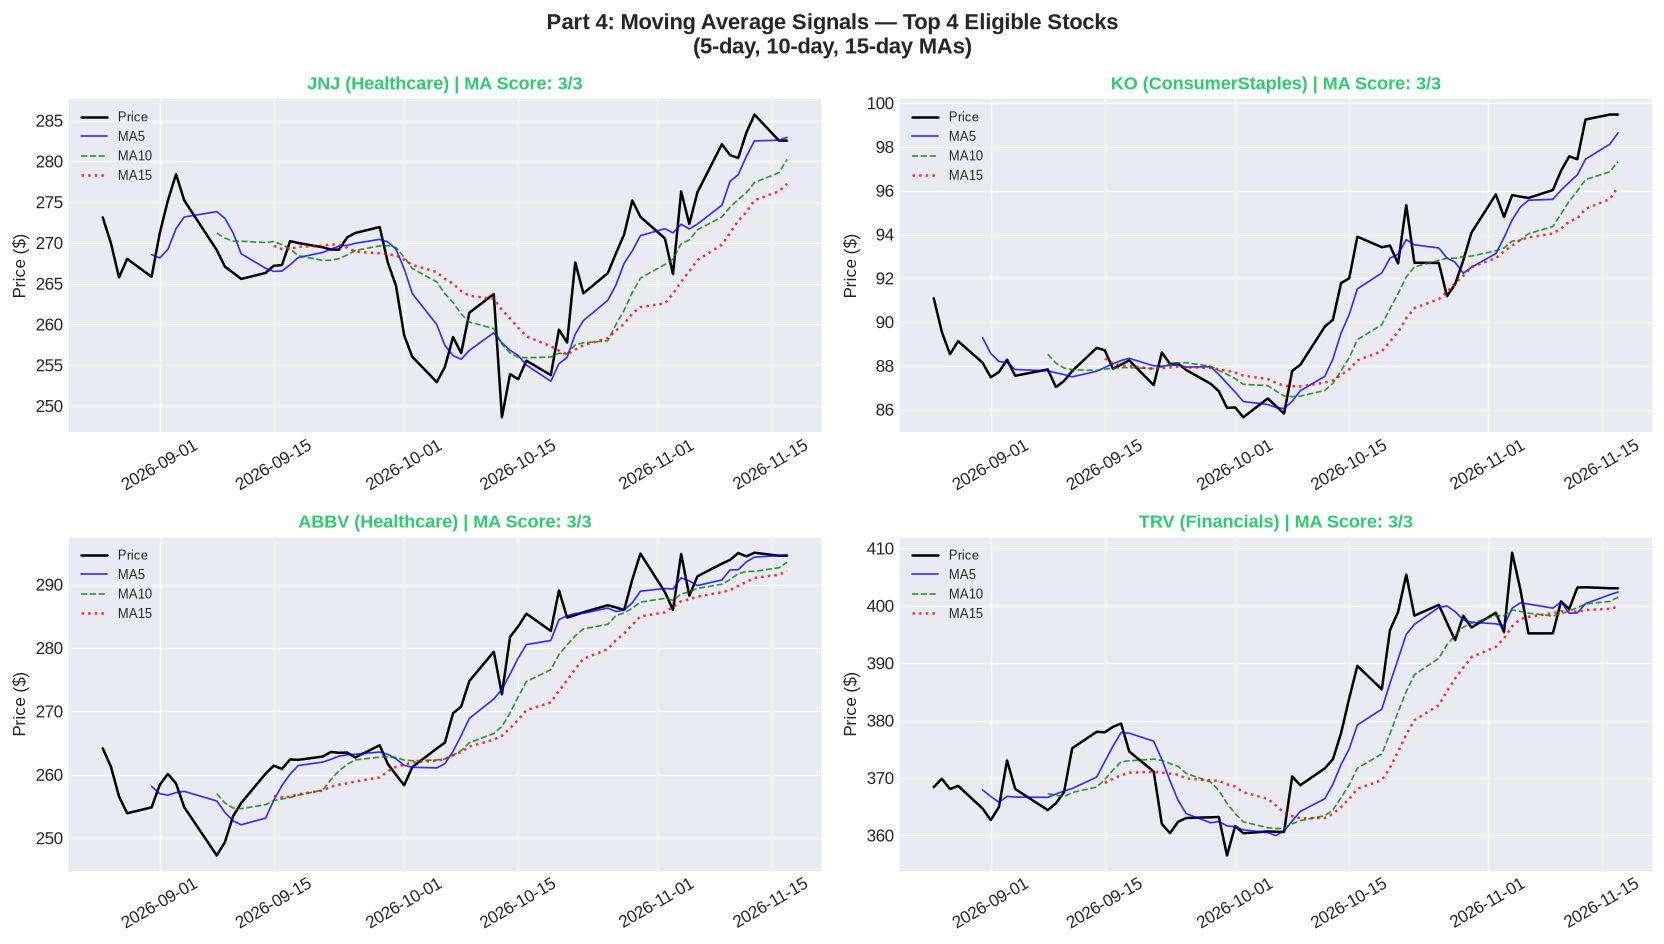 Part 4: Moving Average Signals — Top 4 Eligible Stocks
(5-day, 10-day, 15-day MAs)
JNJ (Healthcare) | MA Score: 3/3
Price ($)
285
280
275
270
265
260
255
250
Price
MA5
MA10
MA15
2026-09-01
2026-09-15
2026-10-01
2026-10-15
2026-11-01
2026-11-15
KO (ConsumerStaples) | MA Score: 3/3
Price ($)
100
98
96
94
92
90
88
86
Price
MA5
MA10
MA15
2026-09-01
2026-09-15
2026-10-01
2026-10-15
2026-11-01
2026-11-15
ABBV (Healthcare) | MA Score: 3/3
Price ($)
290
280
270
260
250
Price
MA5
MA10
MA15
2026-09-01
2026-09-15
2026-10-01
2026-10-15
2026-11-01
2026-11-15
TRV (Financials) | MA Score: 3/3
Price ($)
410
400
390
380
370
360
Price
MA5
MA10
MA15
2026-09-01
2026-09-15
2026-10-01
2026-10-15
2026-11-01
2026-11-15